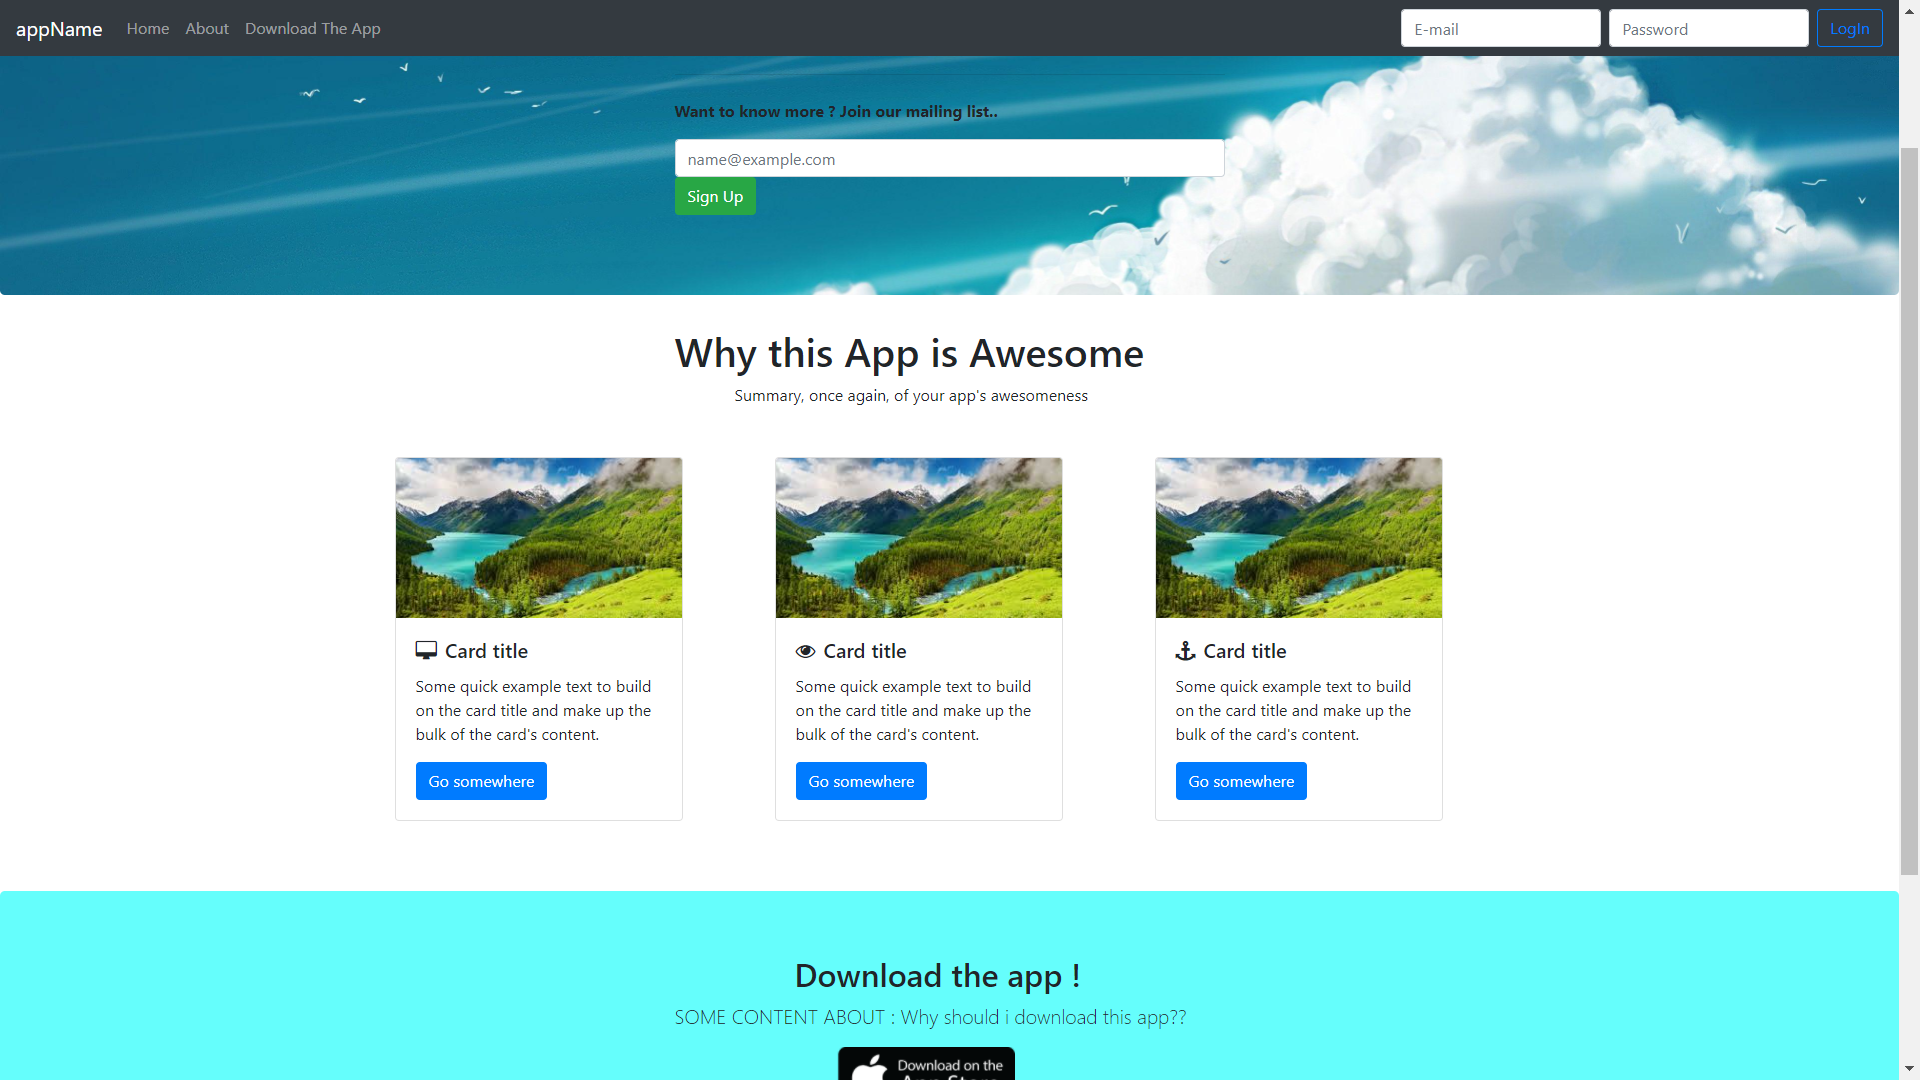 appName Home About Download The App E-mail Password LogIn
Want to know more ? Join our mailing list..
name@example.com
Sign Up
Why this App is Awesome
Summary, once again, of your app's awesomeness
Card title
Some quick example text to build
on the card title and make up the
bulk of the card's content.
Go somewhere
Card title
Some quick example text to build
on the card title and make up the
bulk of the card's content.
Go somewhere
Card title
Some quick example text to build
on the card title and make up the
bulk of the card's content.
Go somewhere
Download the app !
SOME CONTENT ABOUT : Why should i download this app??
Download on the